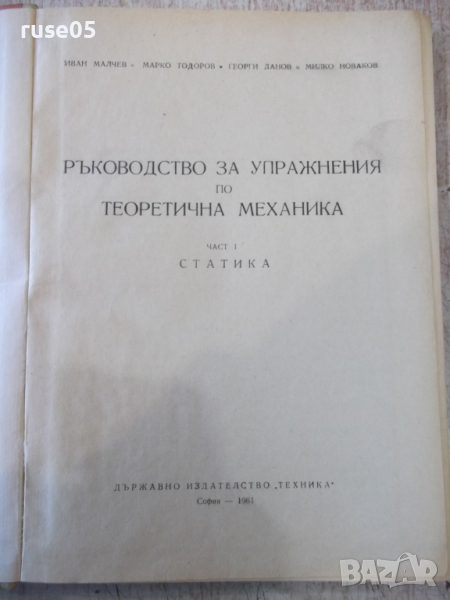 ruse05
ИВАН МАЛЧЕВ • МАРКО ТОДОРОВ • ГЕОРГИ ДАНОВ • МИЛКО НОВАКОВ
РЪКОВОДСТВО ЗА УПРАЖНЕНИЯ
ПО
ТЕОРЕТИЧНА МЕХАНИКА
ЧАСТ I
СТАТИКА
ДЪРЖАВНО ИЗДАТЕЛСТВО „ТЕХНИКА“
София — 1961
BAZAR